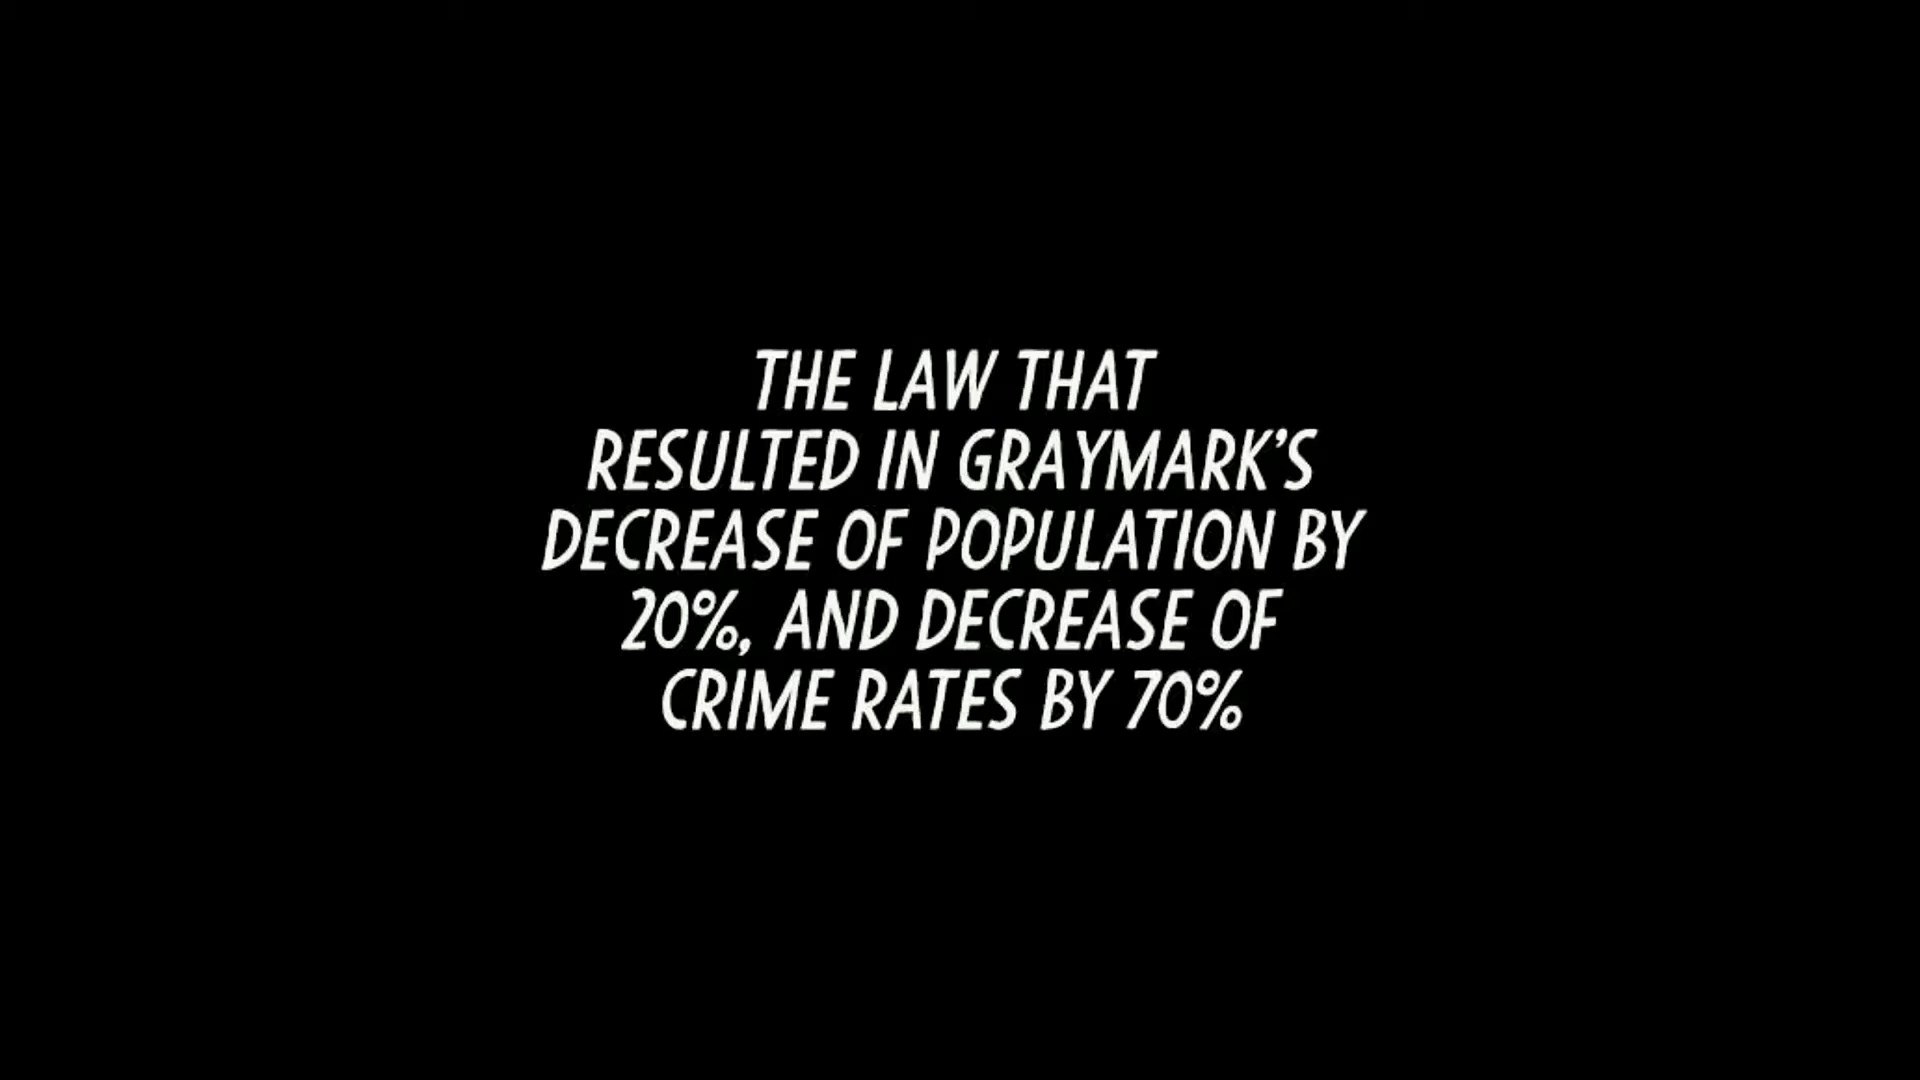 THE LAW THAT
RESULTED IN GRAYMARK'S
DECREASE OF POPULATION BY
20%, AND DECREASE OF
CRIME RATES BY 70%